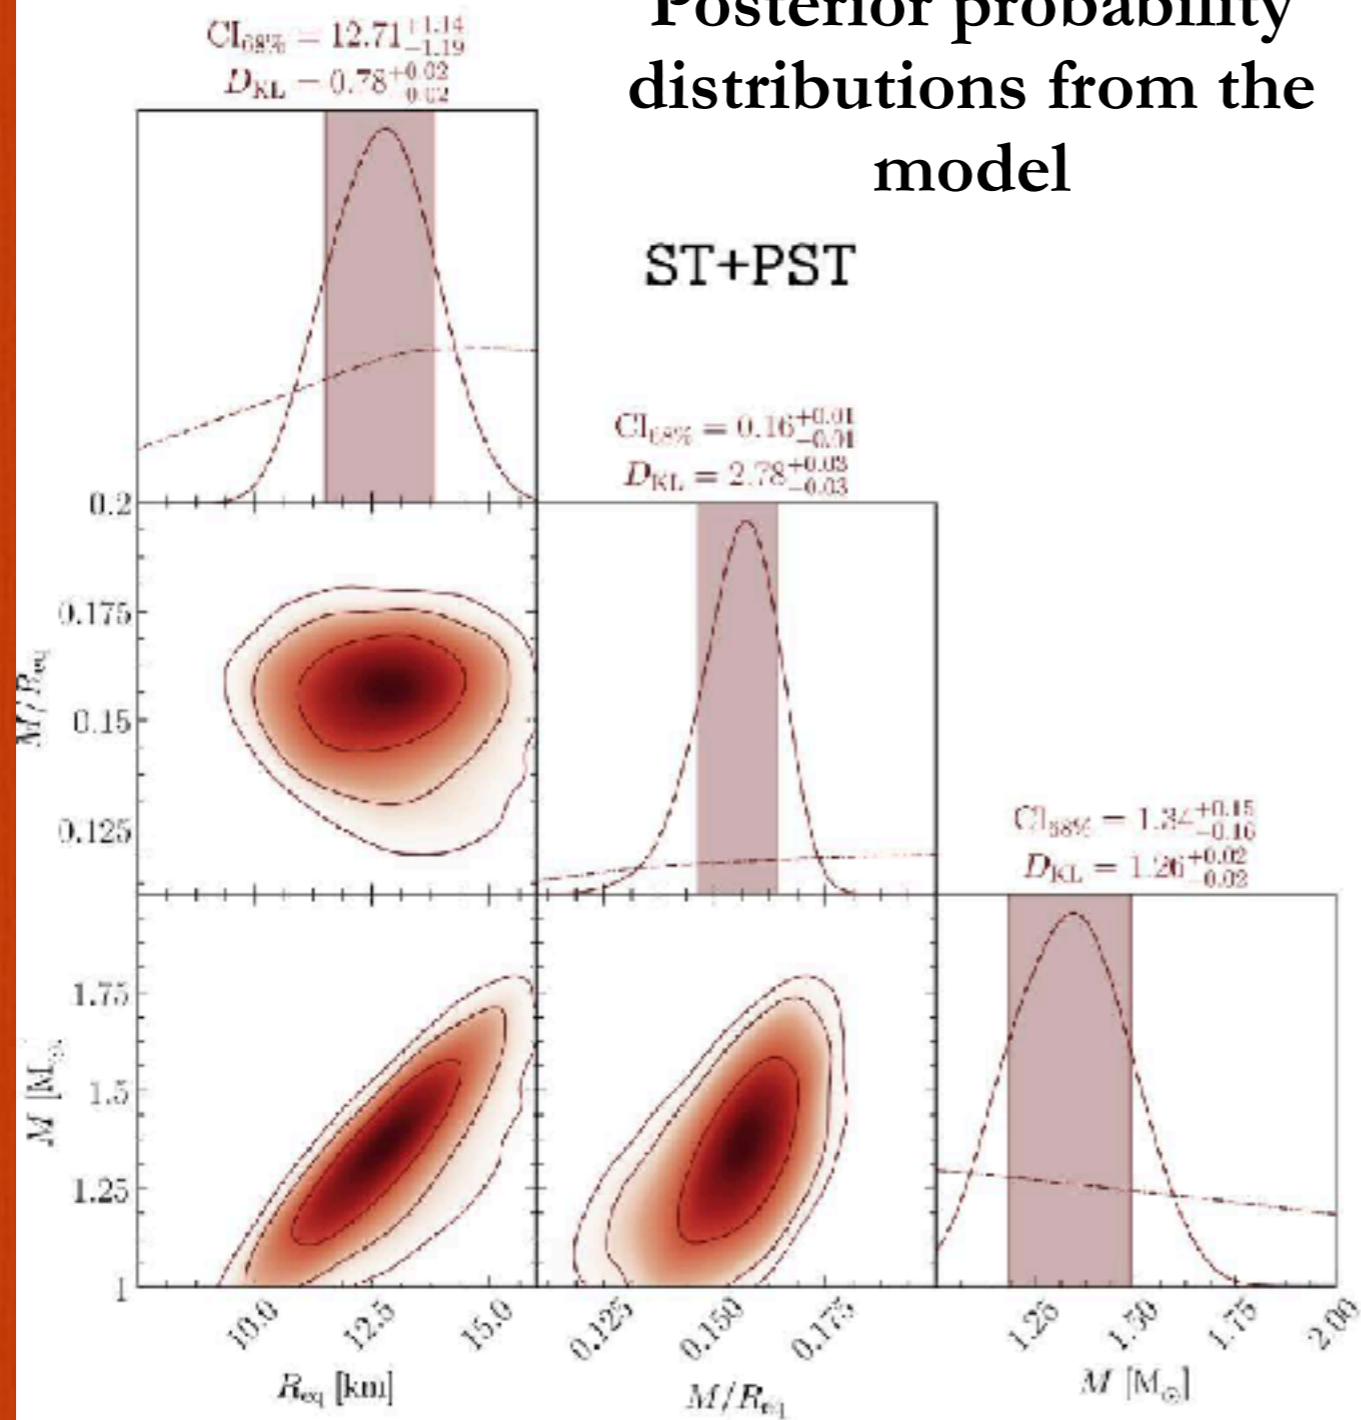 Posterior probability
distributions from the
model
ST+PST
CI68% = 12.71+1.14−1.19
DKL = 0.78+0.02−0.02
CI68% = 0.16+0.01−0.01
DKL = 2.78+0.03−0.03
CI68% = 1.34+0.15−0.16
DKL = 1.26+0.02−0.02
0.2
0.175
0.15
0.125
M/Req
1.75
1.5
1.25
1
M [M⊙]
10.0 12.5 15.0
Req [km]
0.125 0.150 0.175
M/Req
1.25 1.50 1.75 2.00
M [M⊙]